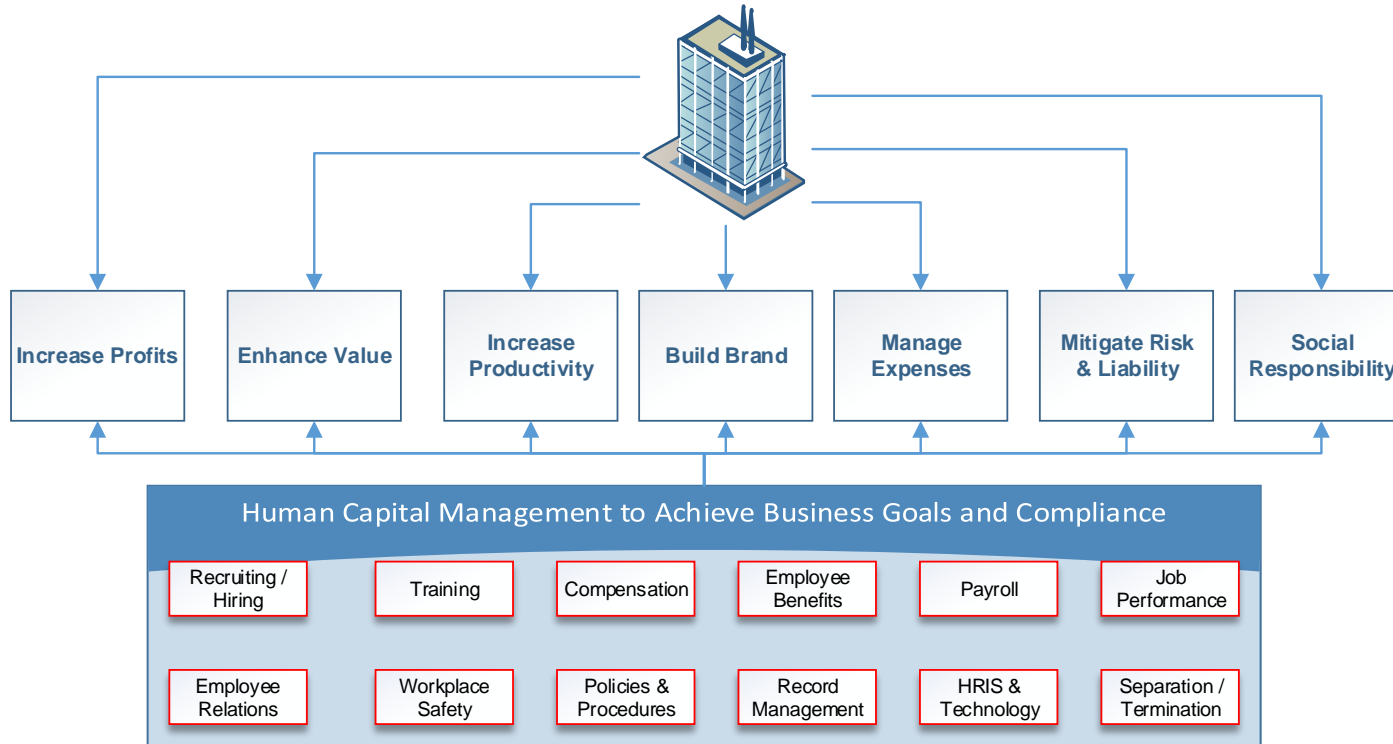 Increase Profits
Enhance Value
Increase
Productivity
Build Brand
Manage
Expenses
Mitigate Risk
& Liability
Social
Responsibility
Human Capital Management to Achieve Business Goals and Compliance
Recruiting /
Hiring
Training
Compensation
Employee
Benefits
Payroll
Job
Performance
Employee
Relations
Workplace
Safety
Policies &
Procedures
Record
Management
HRIS &
Technology
Separation /
Termination